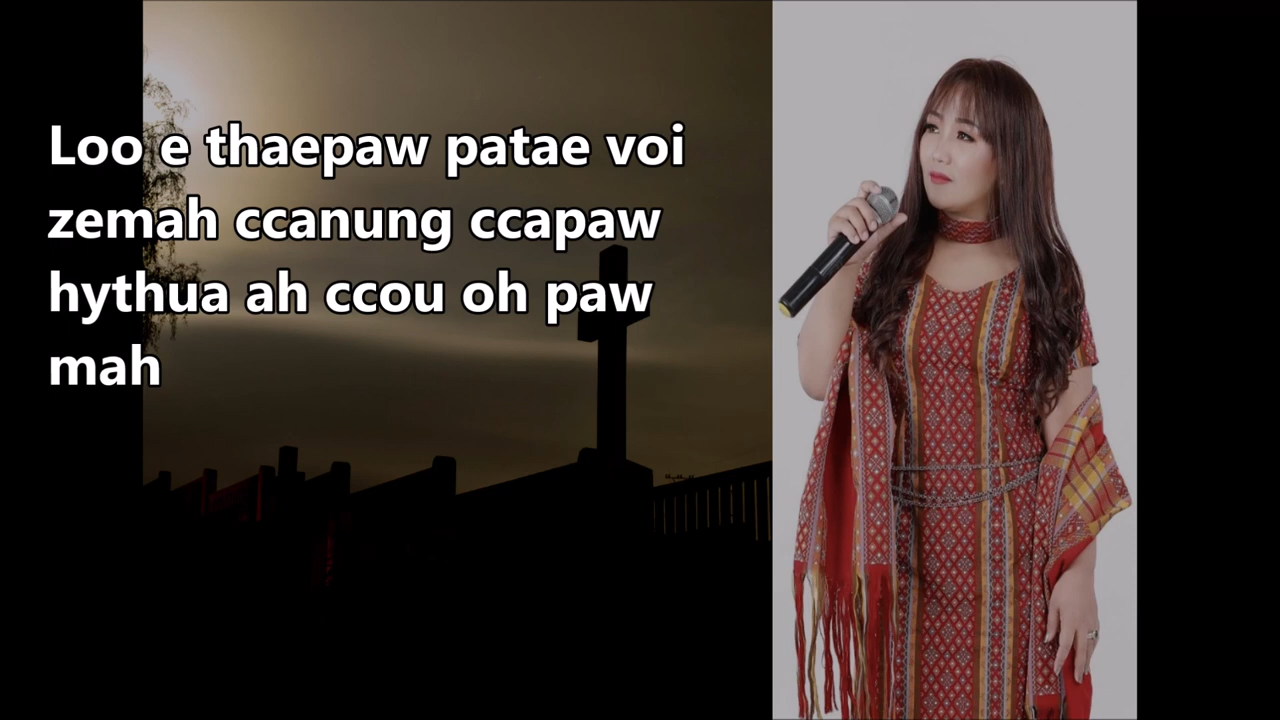 Loo e thaepaw patae voi
zemah ccanung ccapaw
hythua ah ccou oh paw
mah